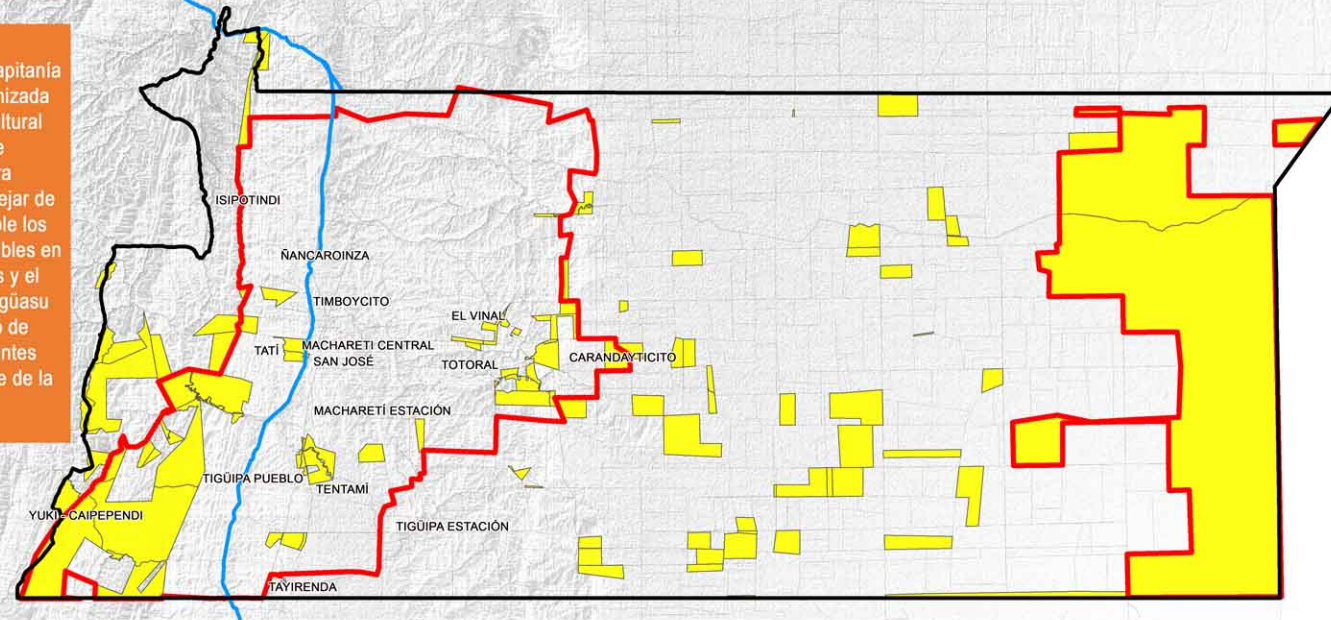 apitanía
nizada
ltural
e
ra
ejar de
ble los
bles en
s y el
güasu
o de
ntes
e de la
ISIPOTINDI
ÑANCAROINZA
TIMBOYCITO
EL VINAL
TATÍ
MACHARETI CENTRAL
SAN JOSÉ
TOTORAL
CARANDAYTICITO
MACHARETÍ ESTACIÓN
TIGÜIPA PUEBLO
TENTAMÍ
YUKI - CAIPEPENDI
TIGÜIPA ESTACIÓN
TAYIRENDA